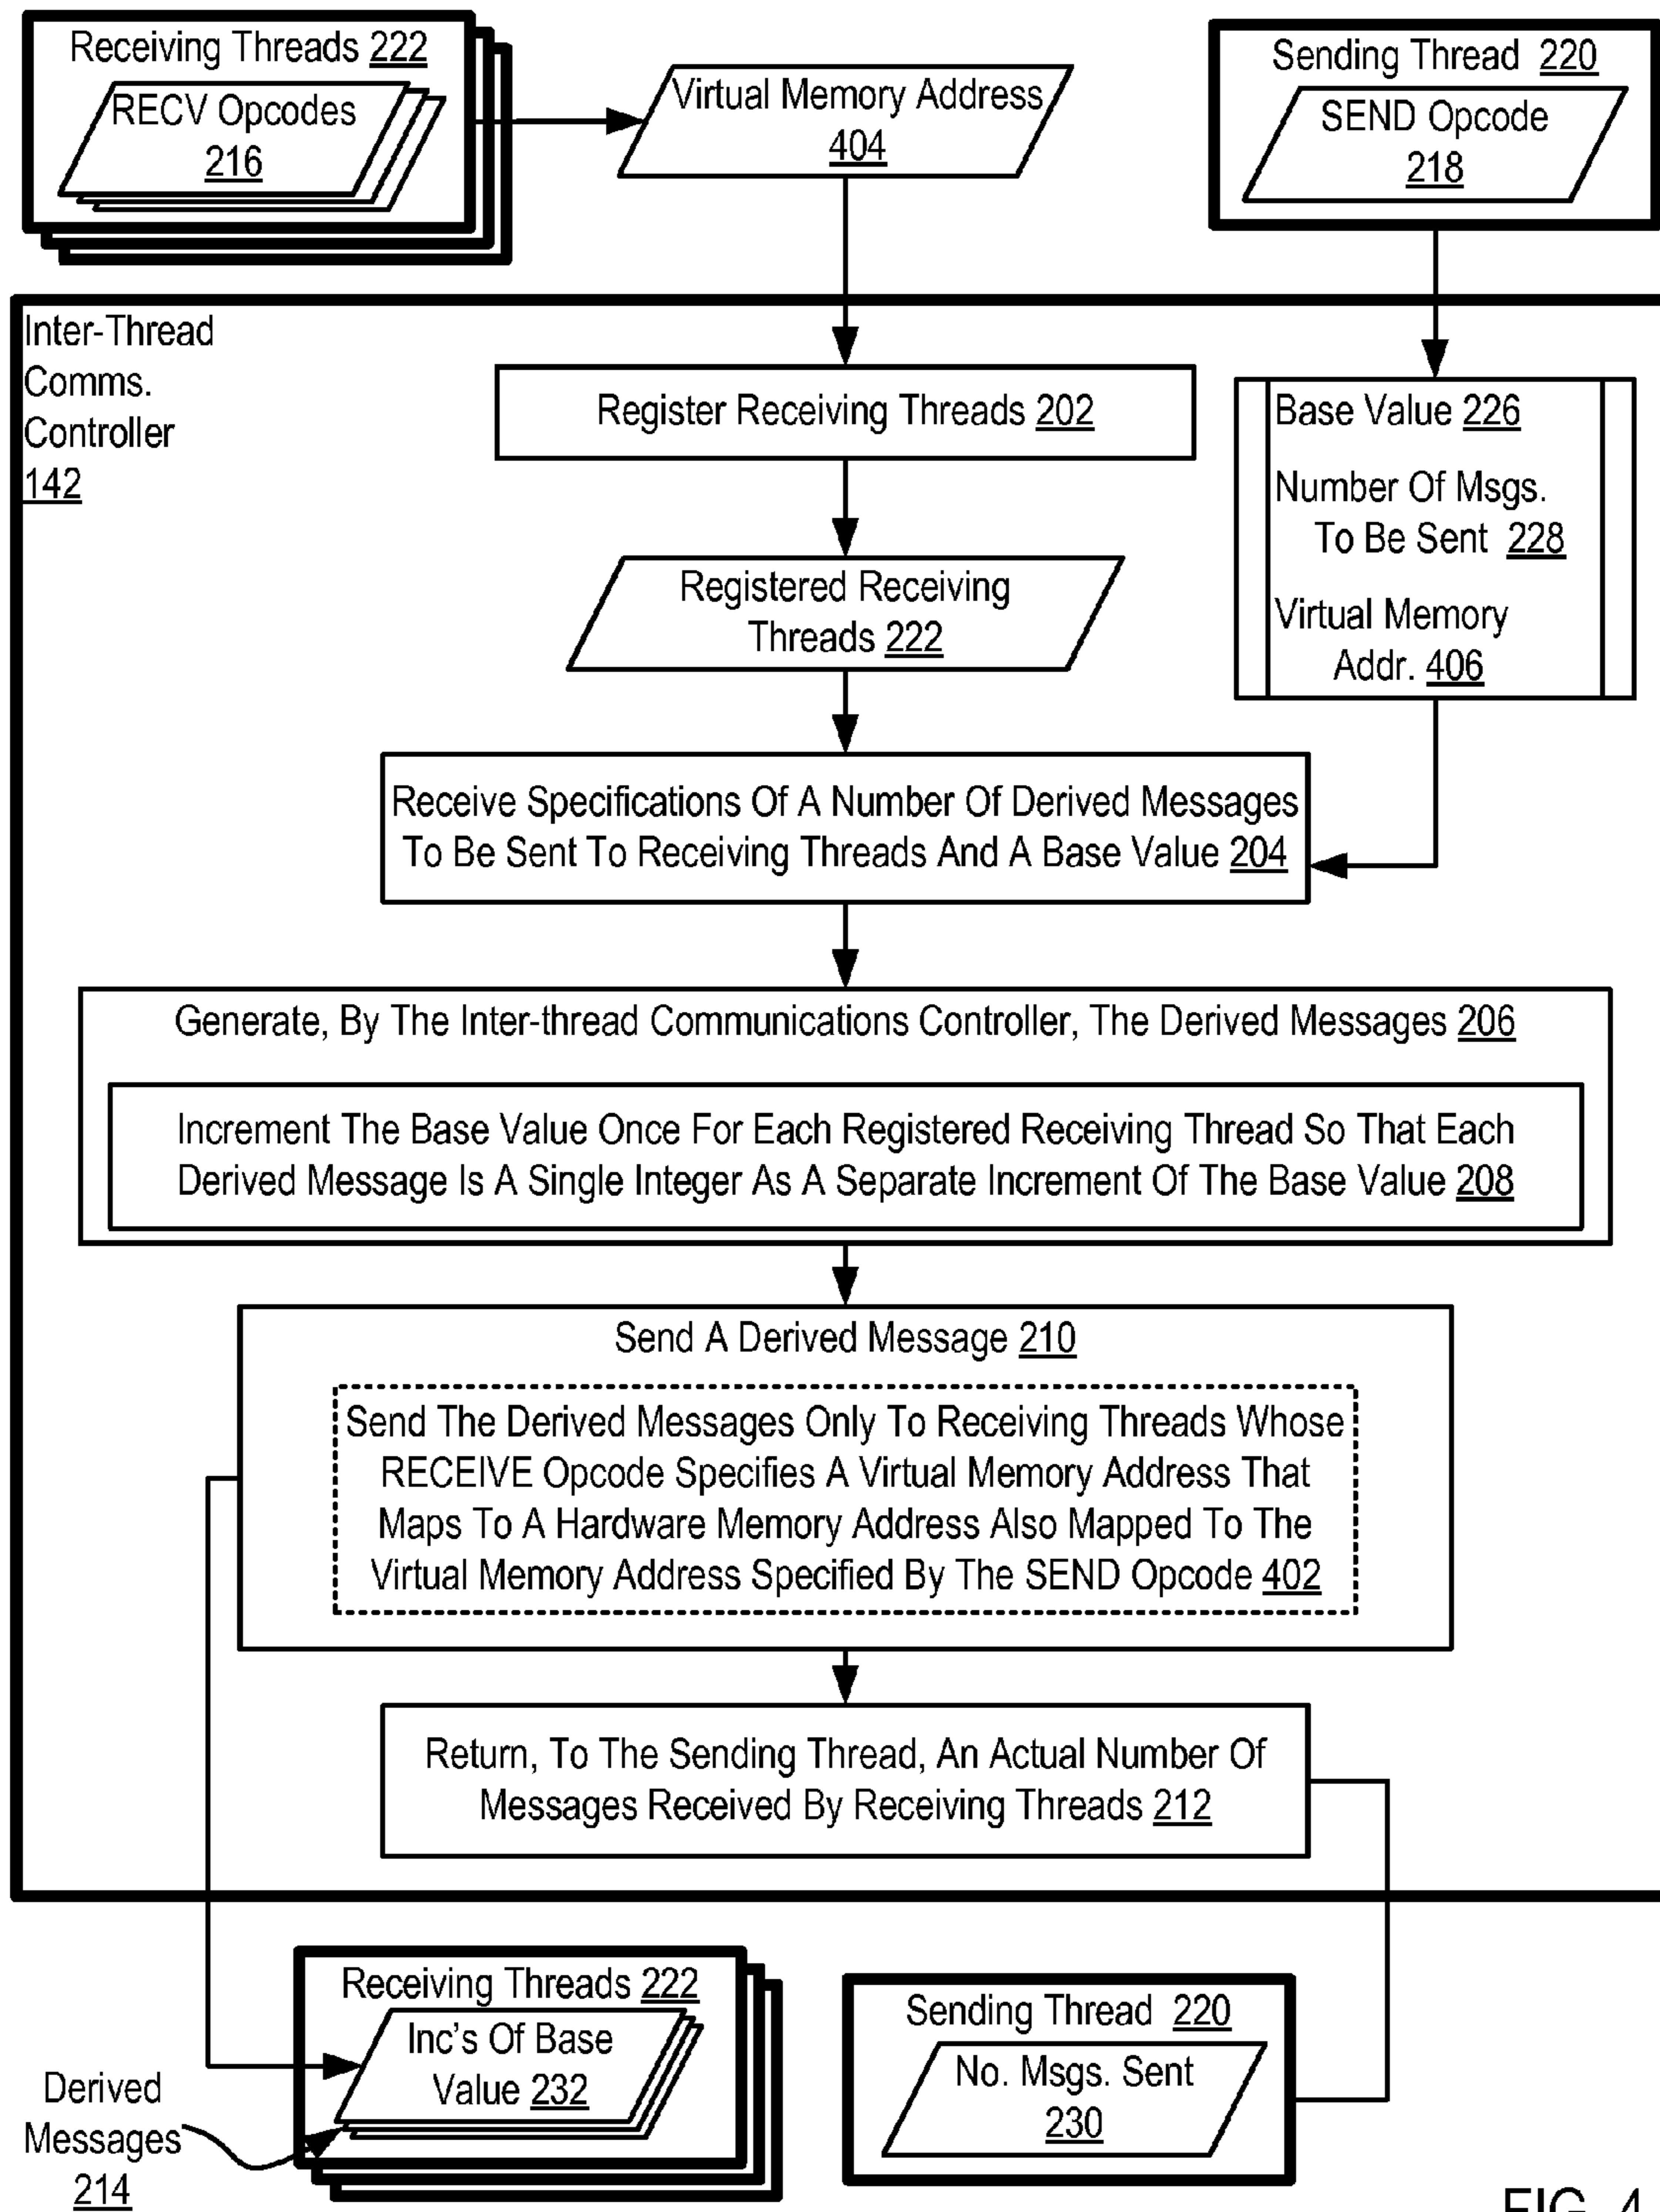 Receiving Threads 222
RECV Opcodes
216
Virtual Memory Address
404
Sending Thread 220
SEND Opcode
218
Inter-Thread
Comms.
Controller
142
Register Receiving Threads 202
Base Value 226
Number Of Msgs.
To Be Sent 228
Virtual Memory
Addr. 406
Registered Receiving
Threads 222
Receive Specifications Of A Number Of Derived Messages
To Be Sent To Receiving Threads And A Base Value 204
Generate, By The Inter-thread Communications Controller, The Derived Messages 206
Increment The Base Value Once For Each Registered Receiving Thread So That Each
Derived Message Is A Single Integer As A Separate Increment Of The Base Value 208
Send A Derived Message 210
Send The Derived Messages Only To Receiving Threads Whose
RECEIVE Opcode Specifies A Virtual Memory Address That
Maps To A Hardware Memory Address Also Mapped To The
Virtual Memory Address Specified By The SEND Opcode 402
Return, To The Sending Thread, An Actual Number Of
Messages Received By Receiving Threads 212
Receiving Threads 222
Inc's Of Base
Value 232
Derived
Messages
214
Sending Thread 220
No. Msgs. Sent
230
FIG. 4